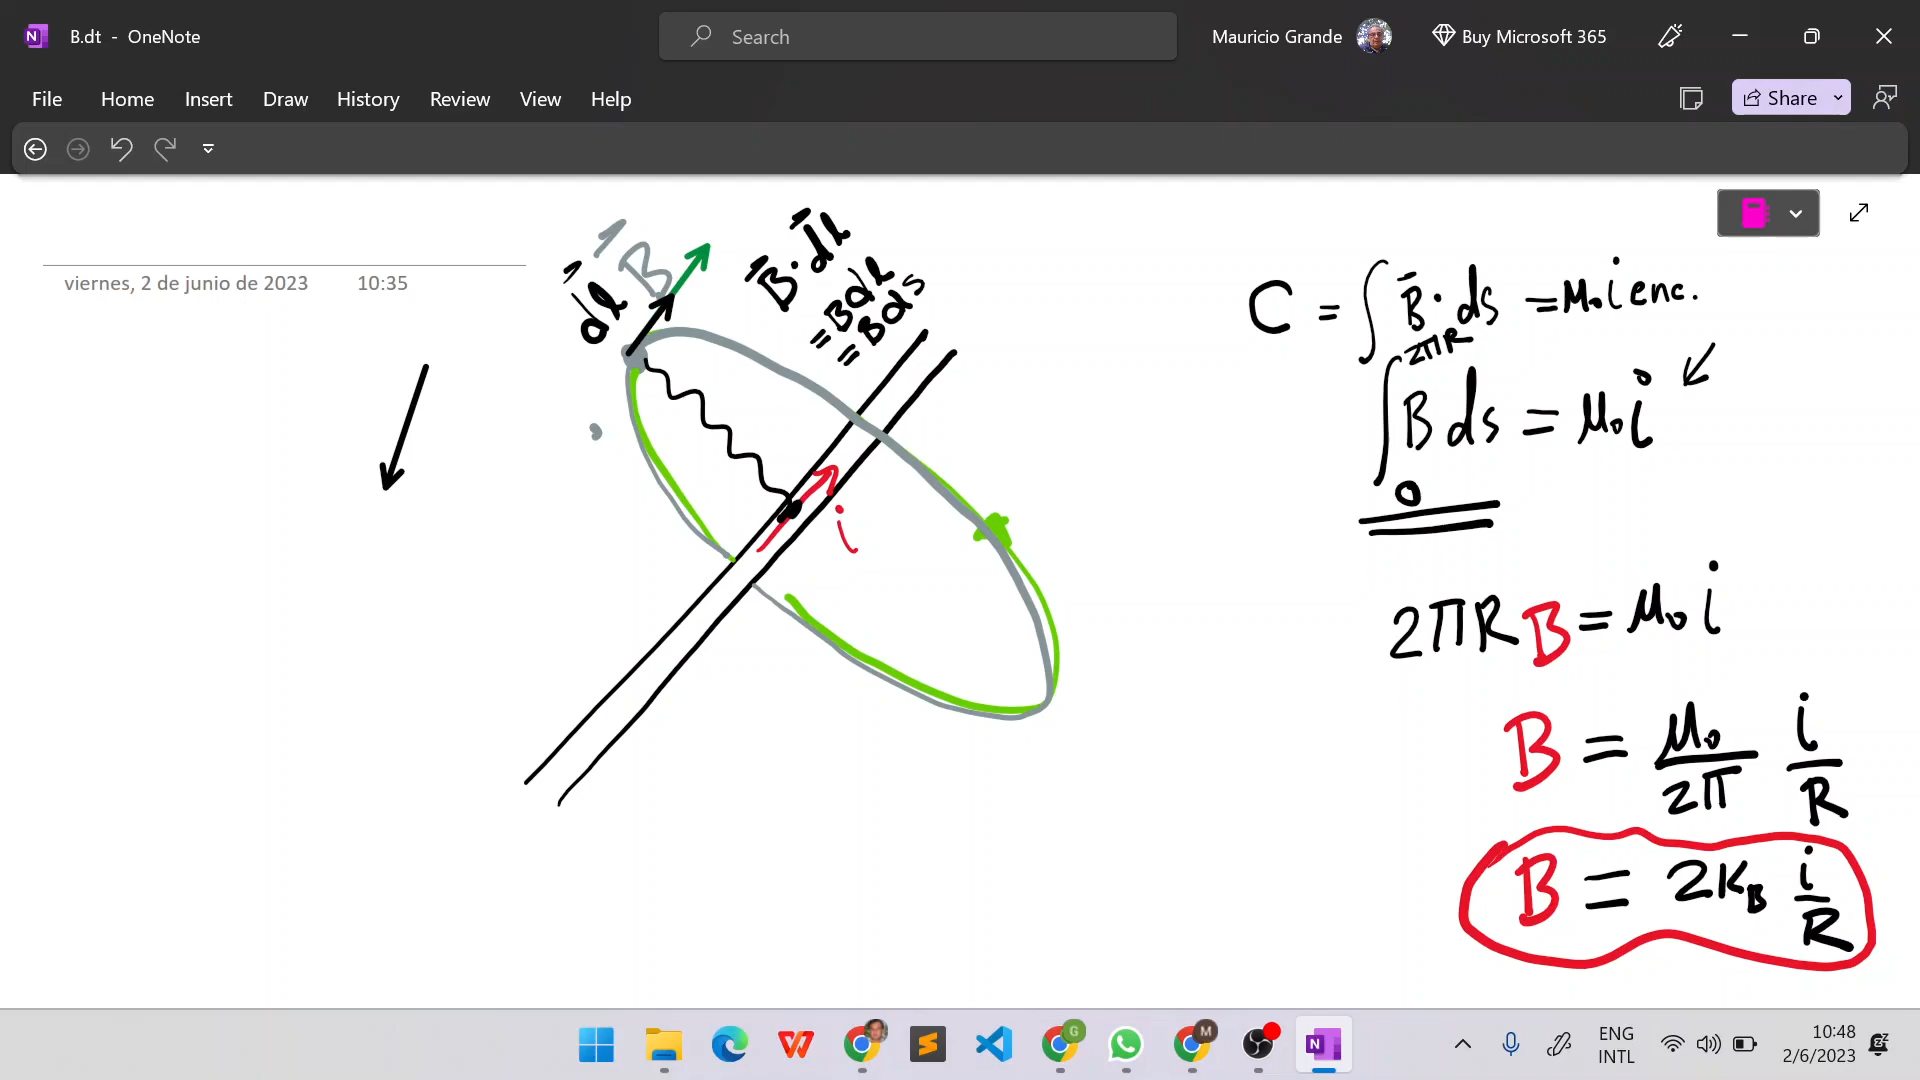 B.dt - OneNote
Search
Mauricio Grande
Buy Microsoft 365
File Home Insert Draw History Review View Help
Share
viernes, 2 de junio de 2023 10:35
dl B
B · dl
= Bdl
= Bds
i
C = ∫ B · ds = μ₀ i enc.
2πR
∫ B ds = μ₀ i
0
2πR B = μ₀ i
B = μ₀/2π i/R
B = 2K_B i/R
ENG
INTL
10:48
2/6/2023